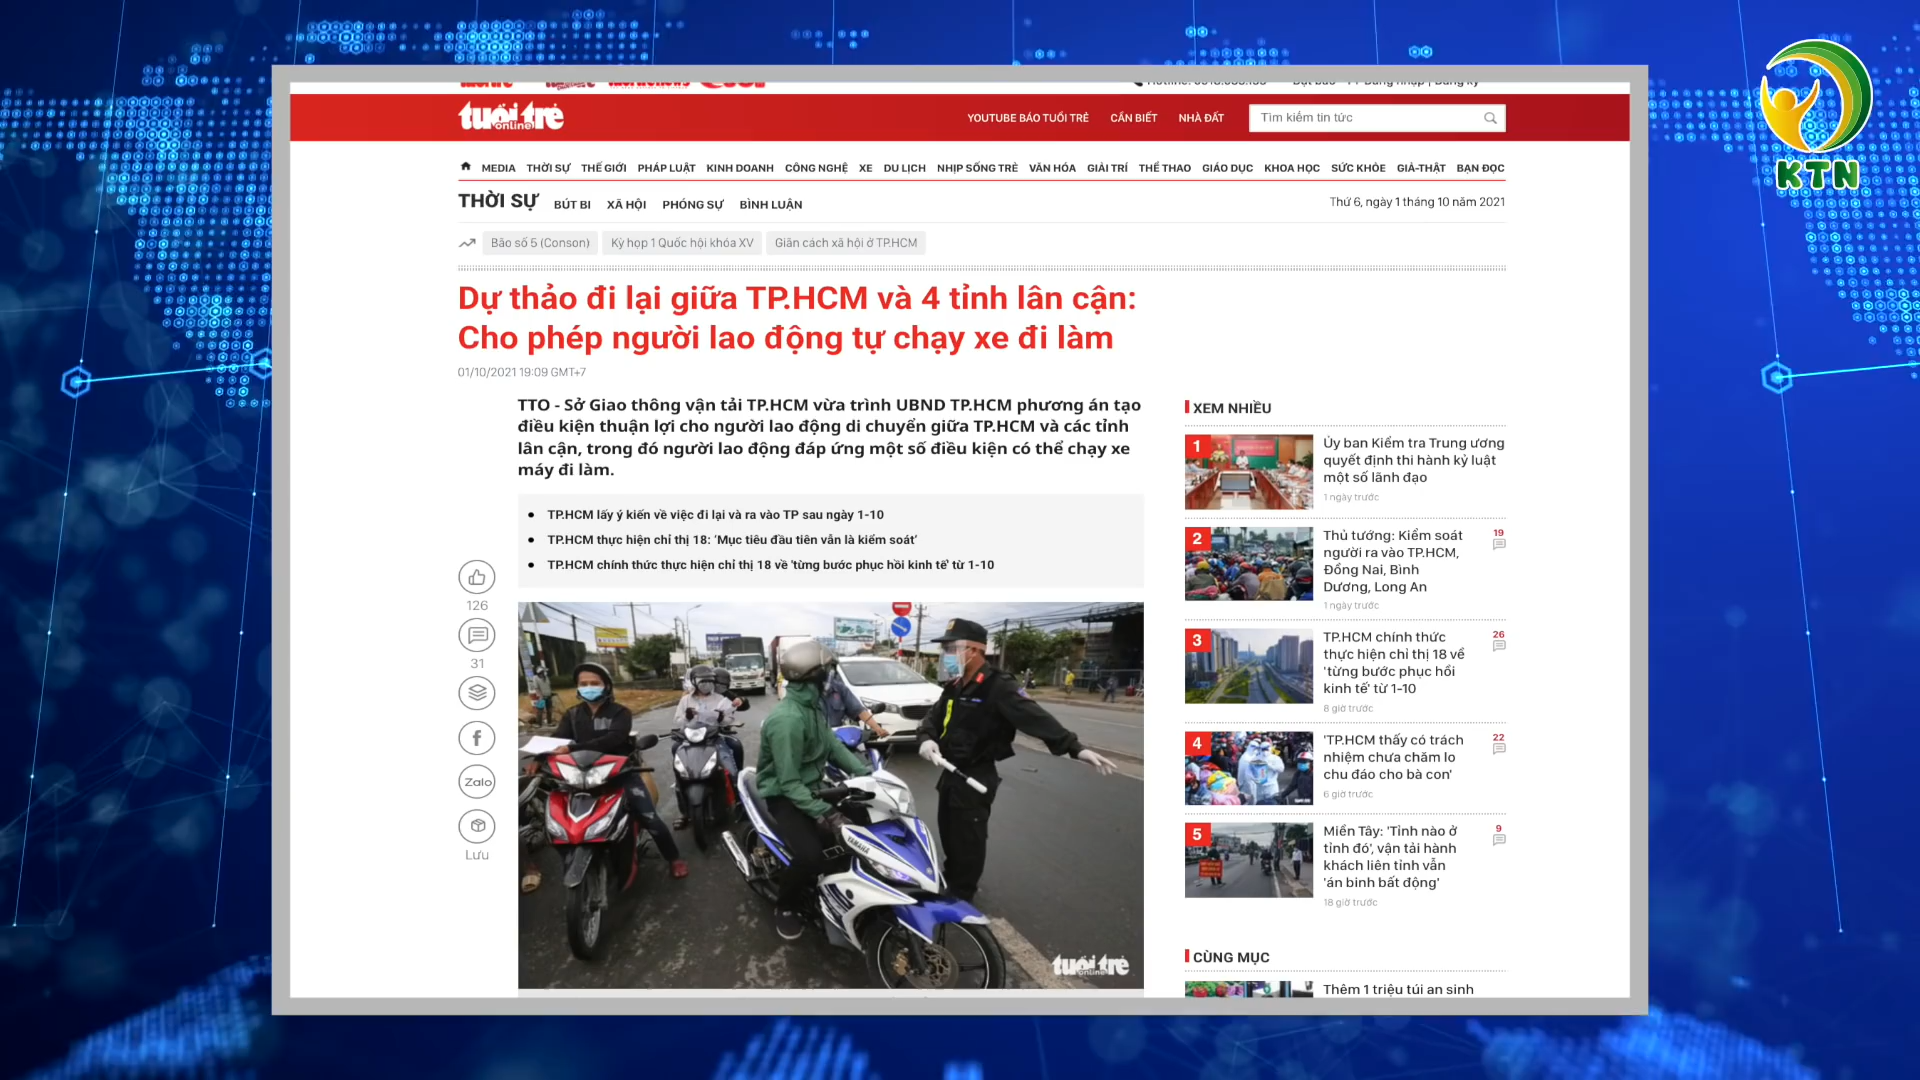 KTN
tuổi trẻ
online
YOUTUBE BÁO TUỔI TRẺ
CẦN BIẾT
NHÀ ĐẤT
Tìm kiếm tin tức
MEDIA THỜI SỰ THẾ GIỚI PHÁP LUẬT KINH DOANH CÔNG NGHỆ XE DU LỊCH NHỊP SỐNG TRẺ VĂN HÓA GIẢI TRÍ THỂ THAO GIÁO DỤC KHOA HỌC SỨC KHỎE GIẢ-THẬT BẠN ĐỌC
THỜI SỰ BÚT BI XÃ HỘI PHÓNG SỰ BÌNH LUẬN
Thứ 6, ngày 1 tháng 10 năm 2021
Bão số 5 (Conson) Kỳ họp 1 Quốc hội khóa XV Giãn cách xã hội ở TP.HCM
Dự thảo đi lại giữa TP.HCM và 4 tỉnh lân cận:
Cho phép người lao động tự chạy xe đi làm
01/10/2021 19:09 GMT+7
TTO - Sở Giao thông vận tải TP.HCM vừa trình UBND TP.HCM phương án tạo
điều kiện thuận lợi cho người lao động di chuyển giữa TP.HCM và các tỉnh
lân cận, trong đó người lao động đáp ứng một số điều kiện có thể chạy xe
máy đi làm.
TP.HCM lấy ý kiến về việc đi lại và ra vào TP sau ngày 1-10
TP.HCM thực hiện chỉ thị 18: 'Mục tiêu đầu tiên vẫn là kiểm soát'
TP.HCM chính thức thực hiện chỉ thị 18 về 'từng bước phục hồi kinh tế' từ 1-10
126
31
Zalo
Lưu
YAMAHA
tuổi trẻ
online
XEM NHIỀU
1
Ủy ban Kiểm tra Trung ương
quyết định thi hành kỷ luật
một số lãnh đạo
1 ngày trước
2
Thủ tướng: Kiểm soát
người ra vào TP.HCM,
Đồng Nai, Bình
Dương, Long An
1 ngày trước
19
3
TP.HCM chính thức
thực hiện chỉ thị 18 về
'từng bước phục hồi
kinh tế' từ 1-10
8 giờ trước
26
4
'TP.HCM thấy có trách
nhiệm chưa chăm lo
chu đáo cho bà con'
6 giờ trước
22
5
Miền Tây: 'Tỉnh nào ở
tỉnh đó', vận tải hành
khách liên tỉnh vẫn
'án binh bất động'
18 giờ trước
9
CÙNG MỤC
Thêm 1 triệu túi an sinh